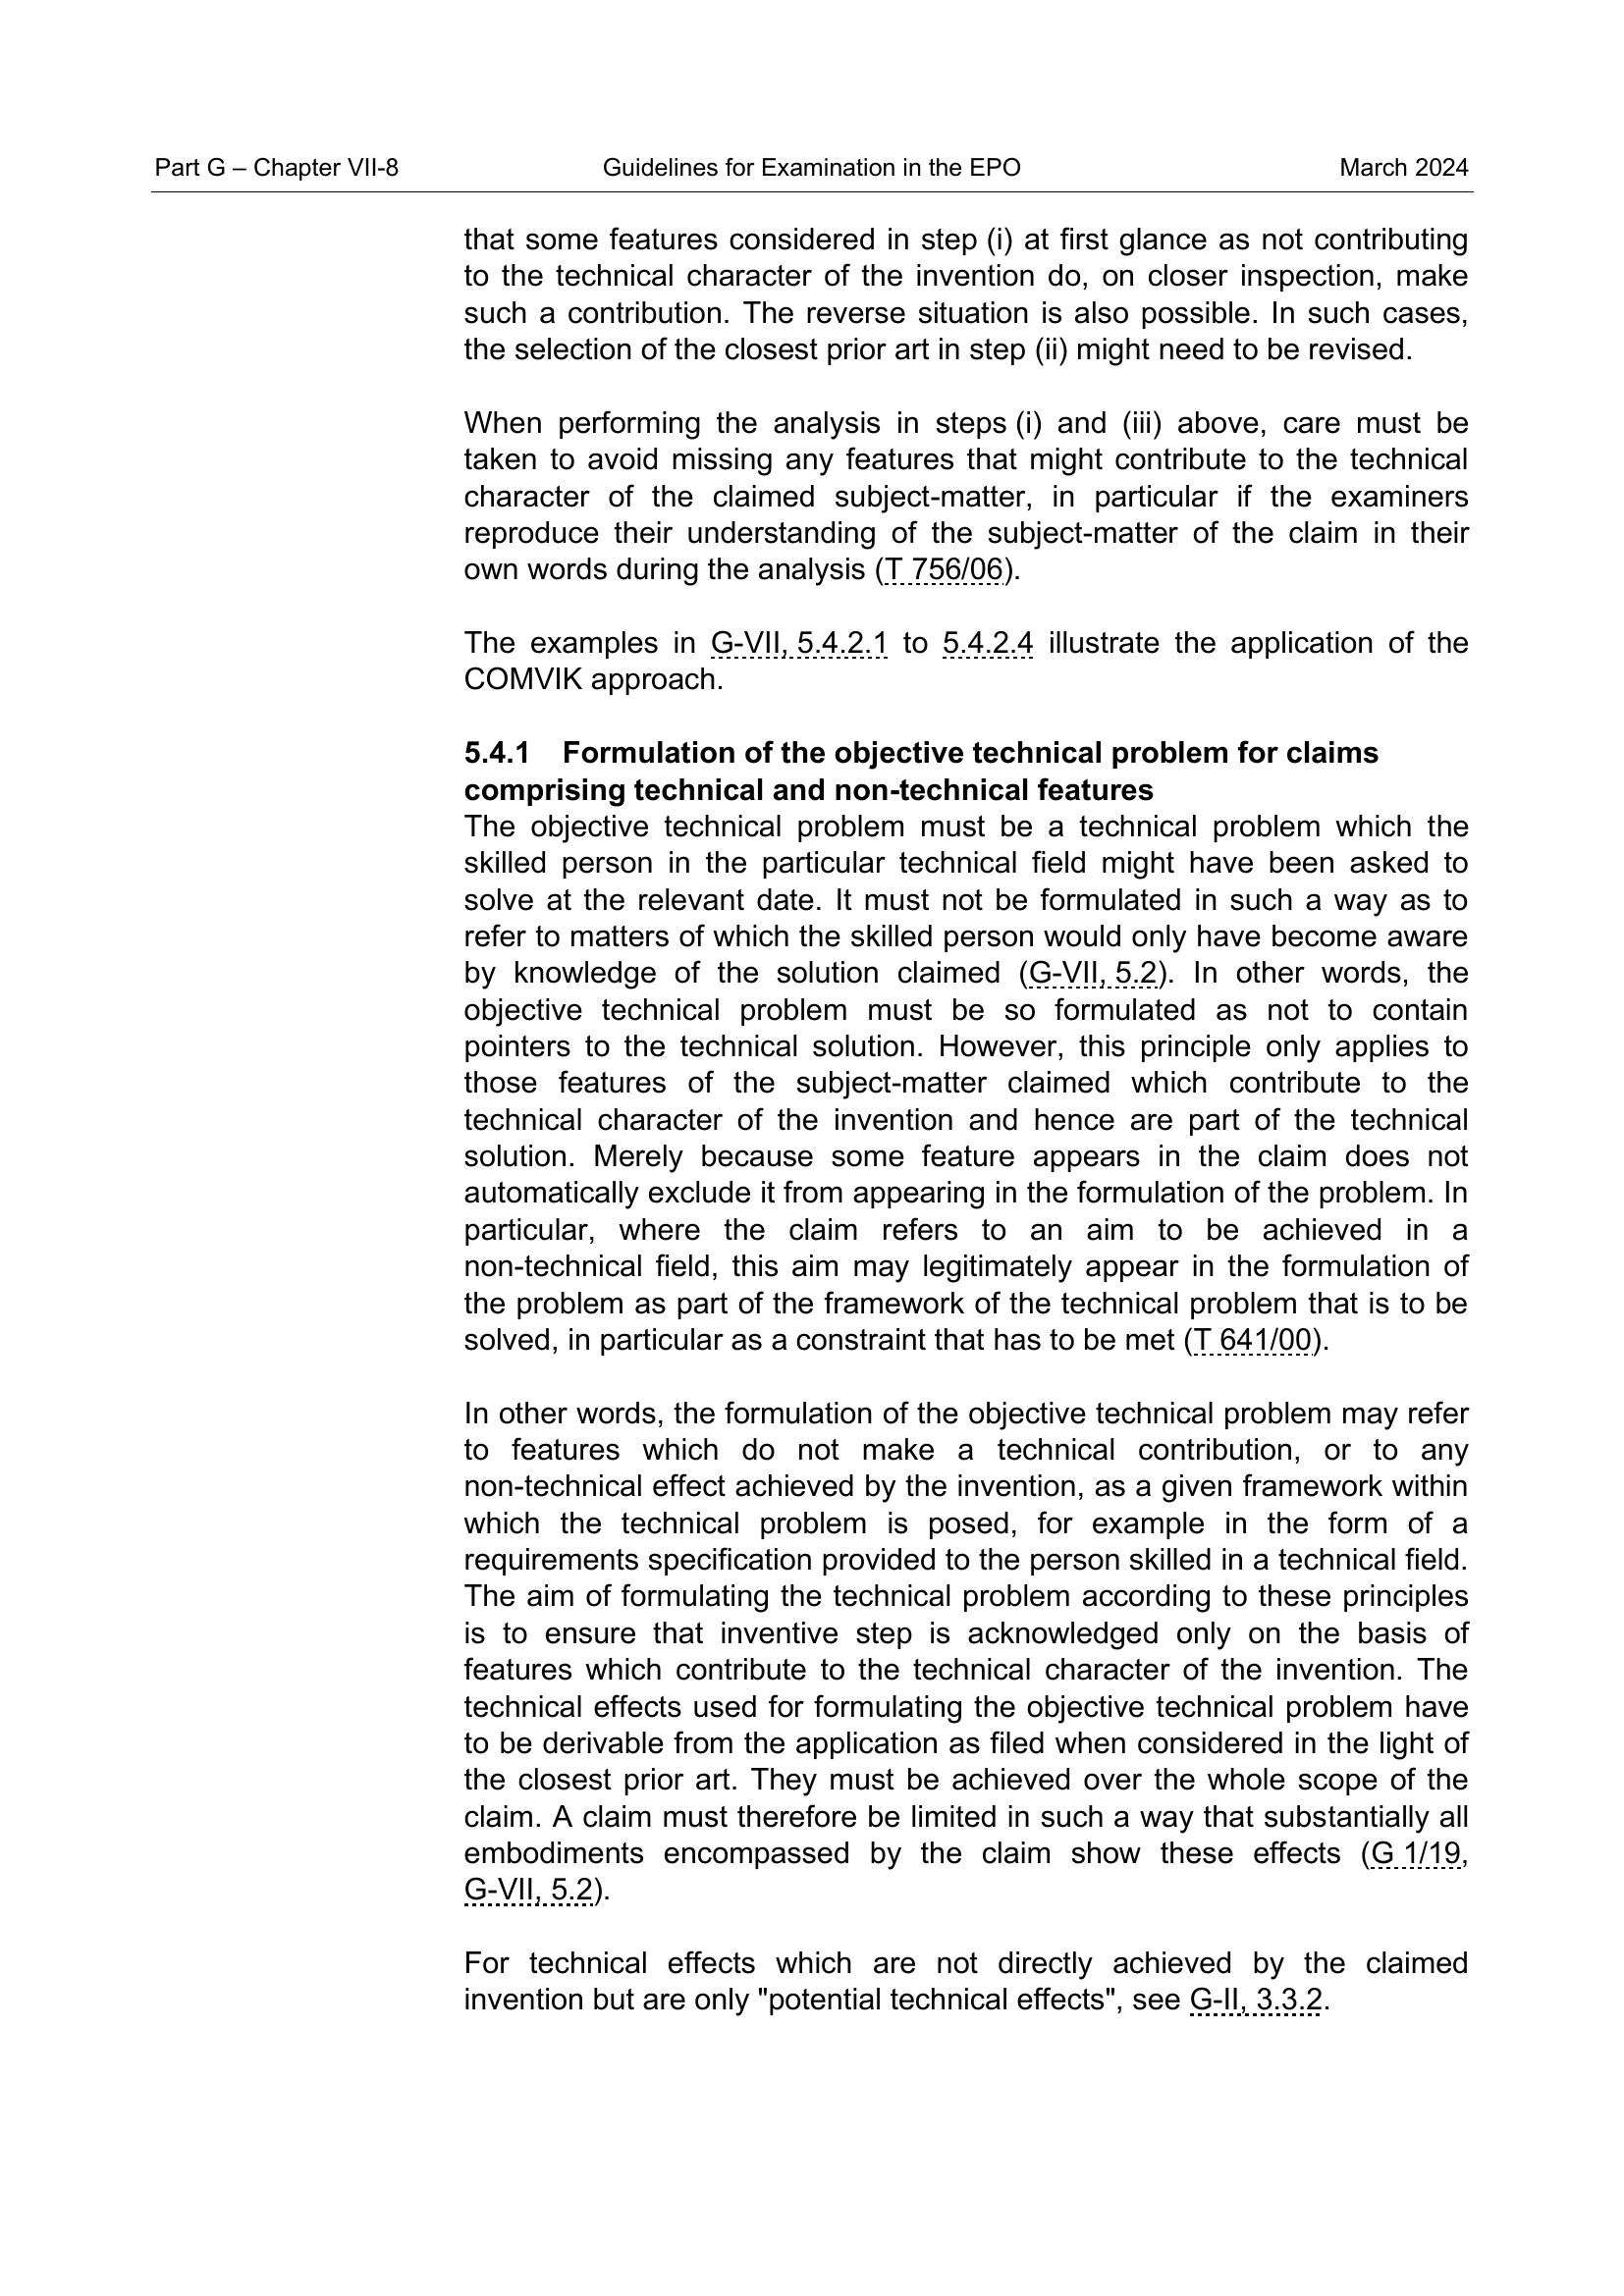 Part G – Chapter VII-8 Guidelines for Examination in the EPO March 2024
that some features considered in step (i) at first glance as not contributing
to the technical character of the invention do, on closer inspection, make
such a contribution. The reverse situation is also possible. In such cases,
the selection of the closest prior art in step (ii) might need to be revised.
When performing the analysis in steps (i) and (iii) above, care must be
taken to avoid missing any features that might contribute to the technical
character of the claimed subject-matter, in particular if the examiners
reproduce their understanding of the subject-matter of the claim in their
own words during the analysis (T 756/06).
The examples in G-VII, 5.4.2.1 to 5.4.2.4 illustrate the application of the
COMVIK approach.
5.4.1 Formulation of the objective technical problem for claims
comprising technical and non-technical features
The objective technical problem must be a technical problem which the
skilled person in the particular technical field might have been asked to
solve at the relevant date. It must not be formulated in such a way as to
refer to matters of which the skilled person would only have become aware
by knowledge of the solution claimed (G-VII, 5.2). In other words, the
objective technical problem must be so formulated as not to contain
pointers to the technical solution. However, this principle only applies to
those features of the subject-matter claimed which contribute to the
technical character of the invention and hence are part of the technical
solution. Merely because some feature appears in the claim does not
automatically exclude it from appearing in the formulation of the problem. In
particular, where the claim refers to an aim to be achieved in a
non-technical field, this aim may legitimately appear in the formulation of
the problem as part of the framework of the technical problem that is to be
solved, in particular as a constraint that has to be met (T 641/00).
In other words, the formulation of the objective technical problem may refer
to features which do not make a technical contribution, or to any
non-technical effect achieved by the invention, as a given framework within
which the technical problem is posed, for example in the form of a
requirements specification provided to the person skilled in a technical field.
The aim of formulating the technical problem according to these principles
is to ensure that inventive step is acknowledged only on the basis of
features which contribute to the technical character of the invention. The
technical effects used for formulating the objective technical problem have
to be derivable from the application as filed when considered in the light of
the closest prior art. They must be achieved over the whole scope of the
claim. A claim must therefore be limited in such a way that substantially all
embodiments encompassed by the claim show these effects (G 1/19,
G-VII, 5.2).
For technical effects which are not directly achieved by the claimed
invention but are only "potential technical effects", see G-II, 3.3.2.